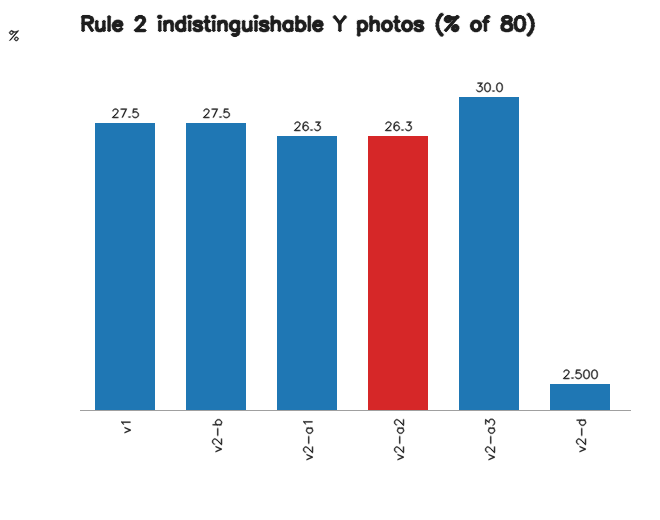 Rule 2 indistinguishable Y photos (% of 80)
%
27.5
27.5
26.3
26.3
30.0
2.500
v1
v2-b
v2-a1
v2-a2
v2-a3
v2-d